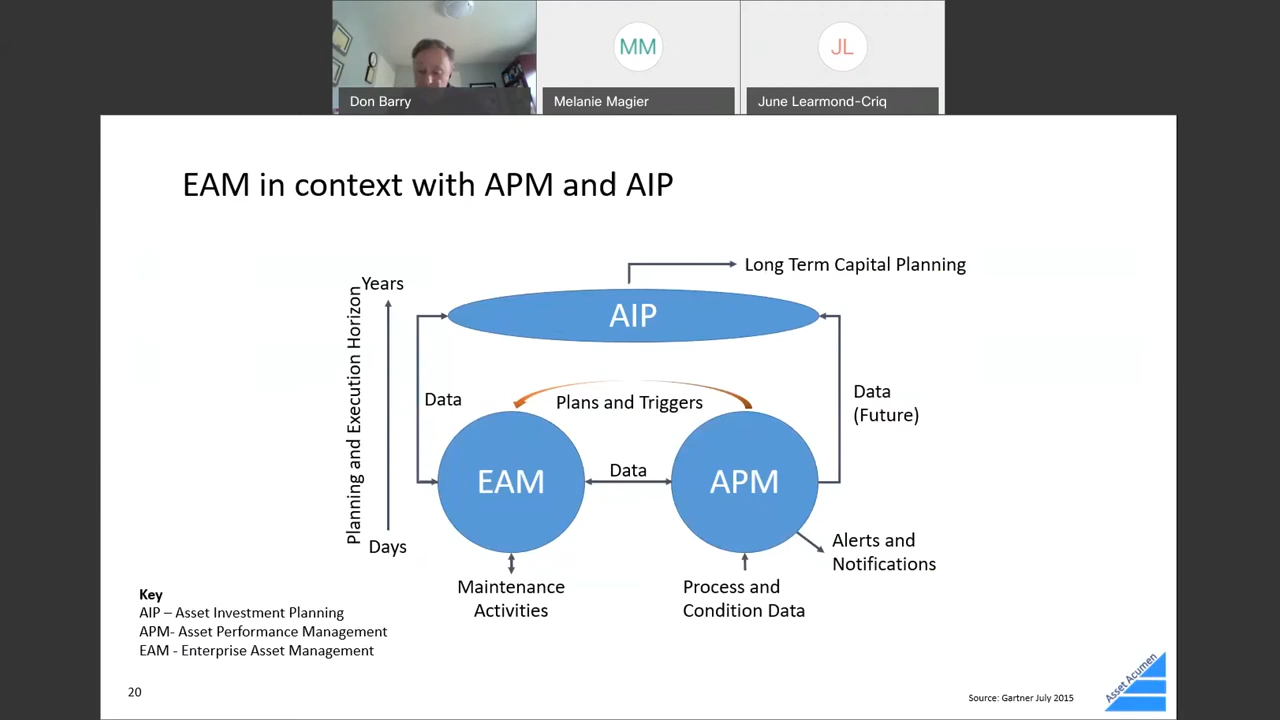 MM
JL
Don Barry
Melanie Magier
June Learmond-Criq
EAM in context with APM and AIP
Long Term Capital Planning
Years
Planning and Execution Horizon
Days
AIP
Data
Plans and Triggers
Data
(Future)
EAM
Data
APM
Alerts and
Notifications
Maintenance
Activities
Process and
Condition Data
Key
AIP – Asset Investment Planning
APM- Asset Performance Management
EAM - Enterprise Asset Management
20
Source: Gartner July 2015
Asset Acumen